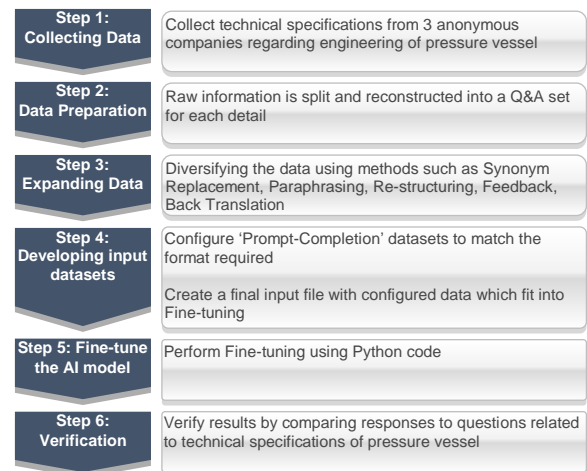 Step 1:
Collecting Data
Collect technical specifications from 3 anonymous
companies regarding engineering of pressure vessel
Step 2:
Data Preparation
Raw information is split and reconstructed into a Q&A set
for each detail
Step 3:
Expanding Data
Diversifying the data using methods such as Synonym
Replacement, Paraphrasing, Re-structuring, Feedback,
Back Translation
Step 4:
Developing input
datasets
Configure ‘Prompt-Completion’ datasets to match the
format required
Create a final input file with configured data which fit into
Fine-tuning
Step 5: Fine-tune
the AI model
Perform Fine-tuning using Python code
Step 6:
Verification
Verify results by comparing responses to questions related
to technical specifications of pressure vessel